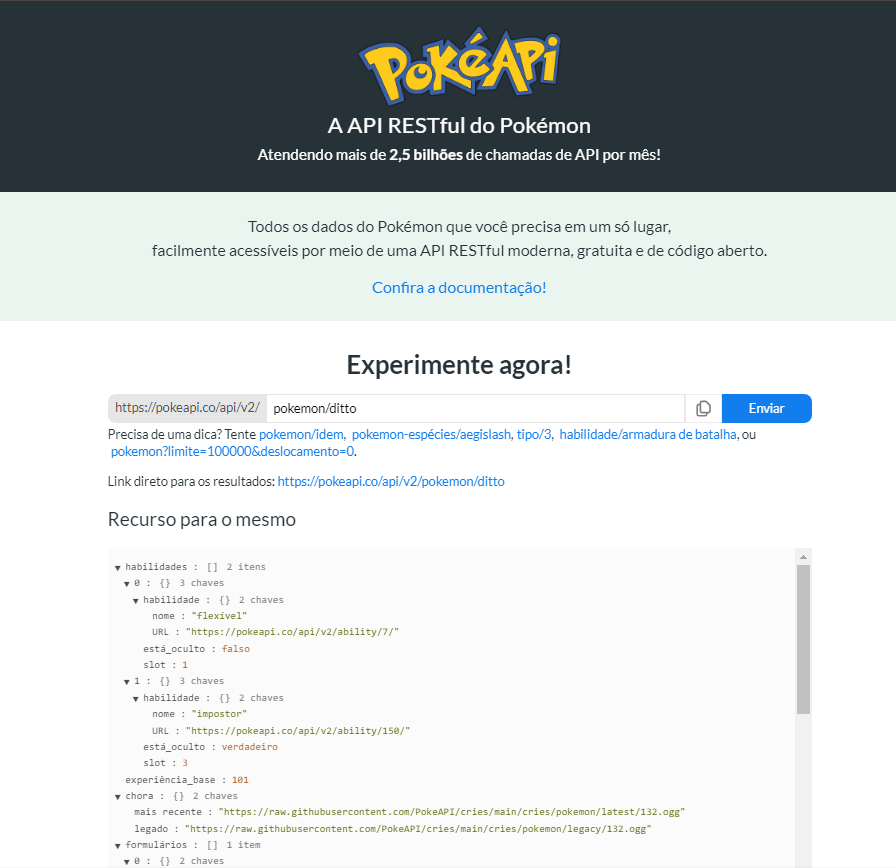 PokéApi
A API RESTful do Pokémon
Atendendo mais de 2,5 bilhões de chamadas de API por mês!
Todos os dados do Pokémon que você precisa em um só lugar,
facilmente acessíveis por meio de uma API RESTful moderna, gratuita e de código aberto.
Confira a documentação!
Experimente agora!
https://pokeapi.co/api/v2/ pokemon/ditto Enviar
Precisa de uma dica? Tente pokemon/idem, pokemon-espécies/aegislash, tipo/3, habilidade/armadura de batalha, ou
pokemon?limite=100000&deslocamento=0.
Link direto para os resultados: https://pokeapi.co/api/v2/pokemon/ditto
Recurso para o mesmo
▼ habilidades : [] 2 itens
▼ 0 : {} 3 chaves
▼ habilidade : {} 2 chaves
nome : "flexível"
URL : "https://pokeapi.co/api/v2/ability/7/"
está_oculto : falso
slot : 1
▼ 1 : {} 3 chaves
▼ habilidade : {} 2 chaves
nome : "impostor"
URL : "https://pokeapi.co/api/v2/ability/150/"
está_oculto : verdadeiro
slot : 3
experiência_base : 101
▼ chora : {} 2 chaves
mais recente : "https://raw.githubusercontent.com/PokeAPI/cries/main/cries/pokemon/latest/132.ogg"
legado : "https://raw.githubusercontent.com/PokeAPI/cries/main/cries/pokemon/legacy/132.ogg"
▼ formulários : [] 1 item
▼ 0 : {} 2 chaves